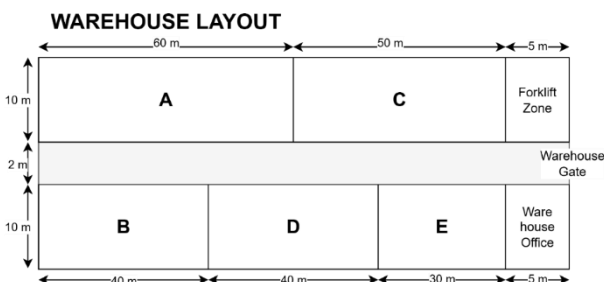 WAREHOUSE LAYOUT
60 m
50 m
5 m
10 m
A
C
Forklift
Zone
2 m
Warehouse
Gate
10 m
B
D
E
Ware
house
Office
40 m
40 m
30 m
5 m